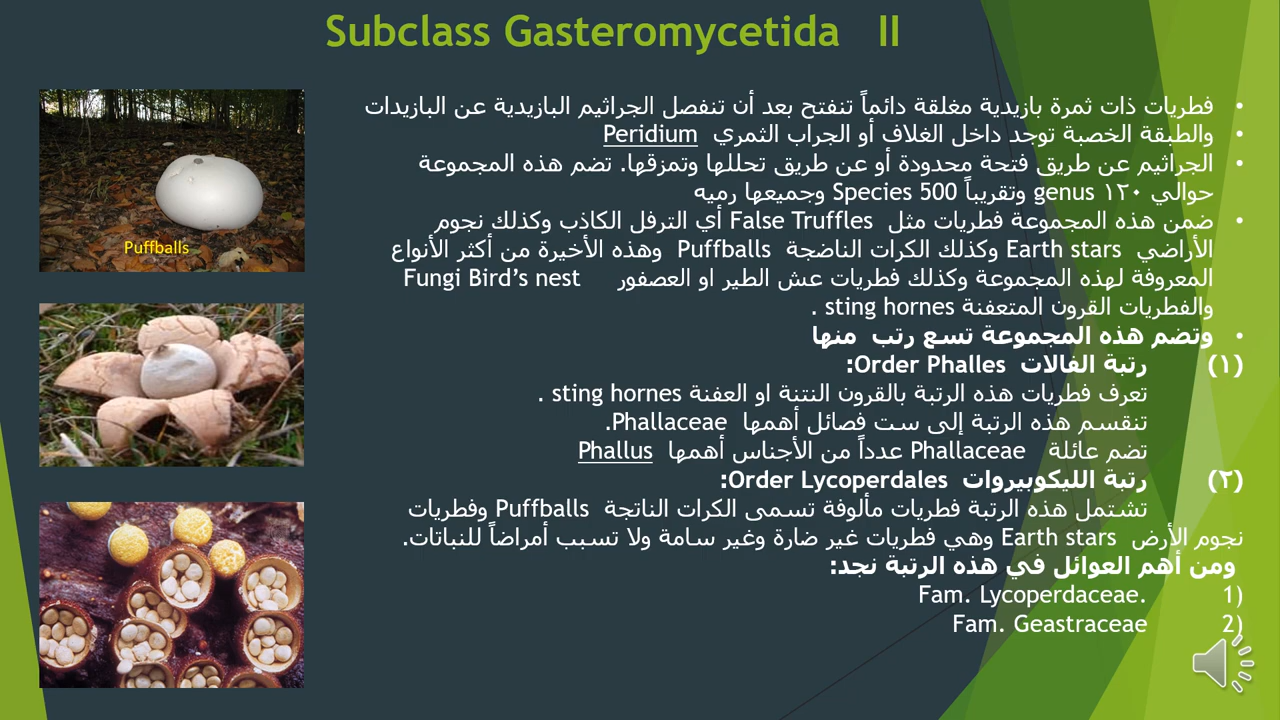 Subclass Gasteromycetida II
• فطريات ذات ثمرة بازيدية مغلقة دائماً تنفتح بعد أن تنفصل الجراثيم البازيدية عن البازيدات
• والطبقة الخصبة توجد داخل الغلاف أو الجراب الثمري Peridium
• الجراثيم عن طريق فتحة محدودة أو عن طريق تحللها وتمزقها. تضم هذه المجموعة
حوالي ١٢٠ genus وتقريباً 500 Species وجميعها رميه
• ضمن هذه المجموعة فطريات مثل False Truffles أي الترفل الكاذب وكذلك نجوم
الأراضي Earth stars وكذلك الكرات الناضجة Puffballs وهذه الأخيرة من أكثر الأنواع
المعروفة لهذه المجموعة وكذلك فطريات عش الطير او العصفور Fungi Bird’s nest
والفطريات القرون المتعفنة sting hornes .
• وتضم هذه المجموعة تسع رتب منها
(١) رتبة الفالات Order Phalles:
تعرف فطريات هذه الرتبة بالقرون النتنة او العفنة sting hornes .
تنقسم هذه الرتبة إلى ست فصائل أهمها Phallaceae.
تضم عائلة Phallaceae عدداً من الأجناس أهمها Phallus
(٢) رتبة الليكوبيروات Order Lycoperdales:
تشتمل هذه الرتبة فطريات مألوفة تسمى الكرات الناتجة Puffballs وفطريات
نجوم الأرض Earth stars وهي فطريات غير ضارة وغير سامة ولا تسبب أمراضاً للنباتات.
ومن أهم العوائل في هذه الرتبة نجد:
1) Fam. Lycoperdaceae.
2) Fam. Geastraceae
Puffballs